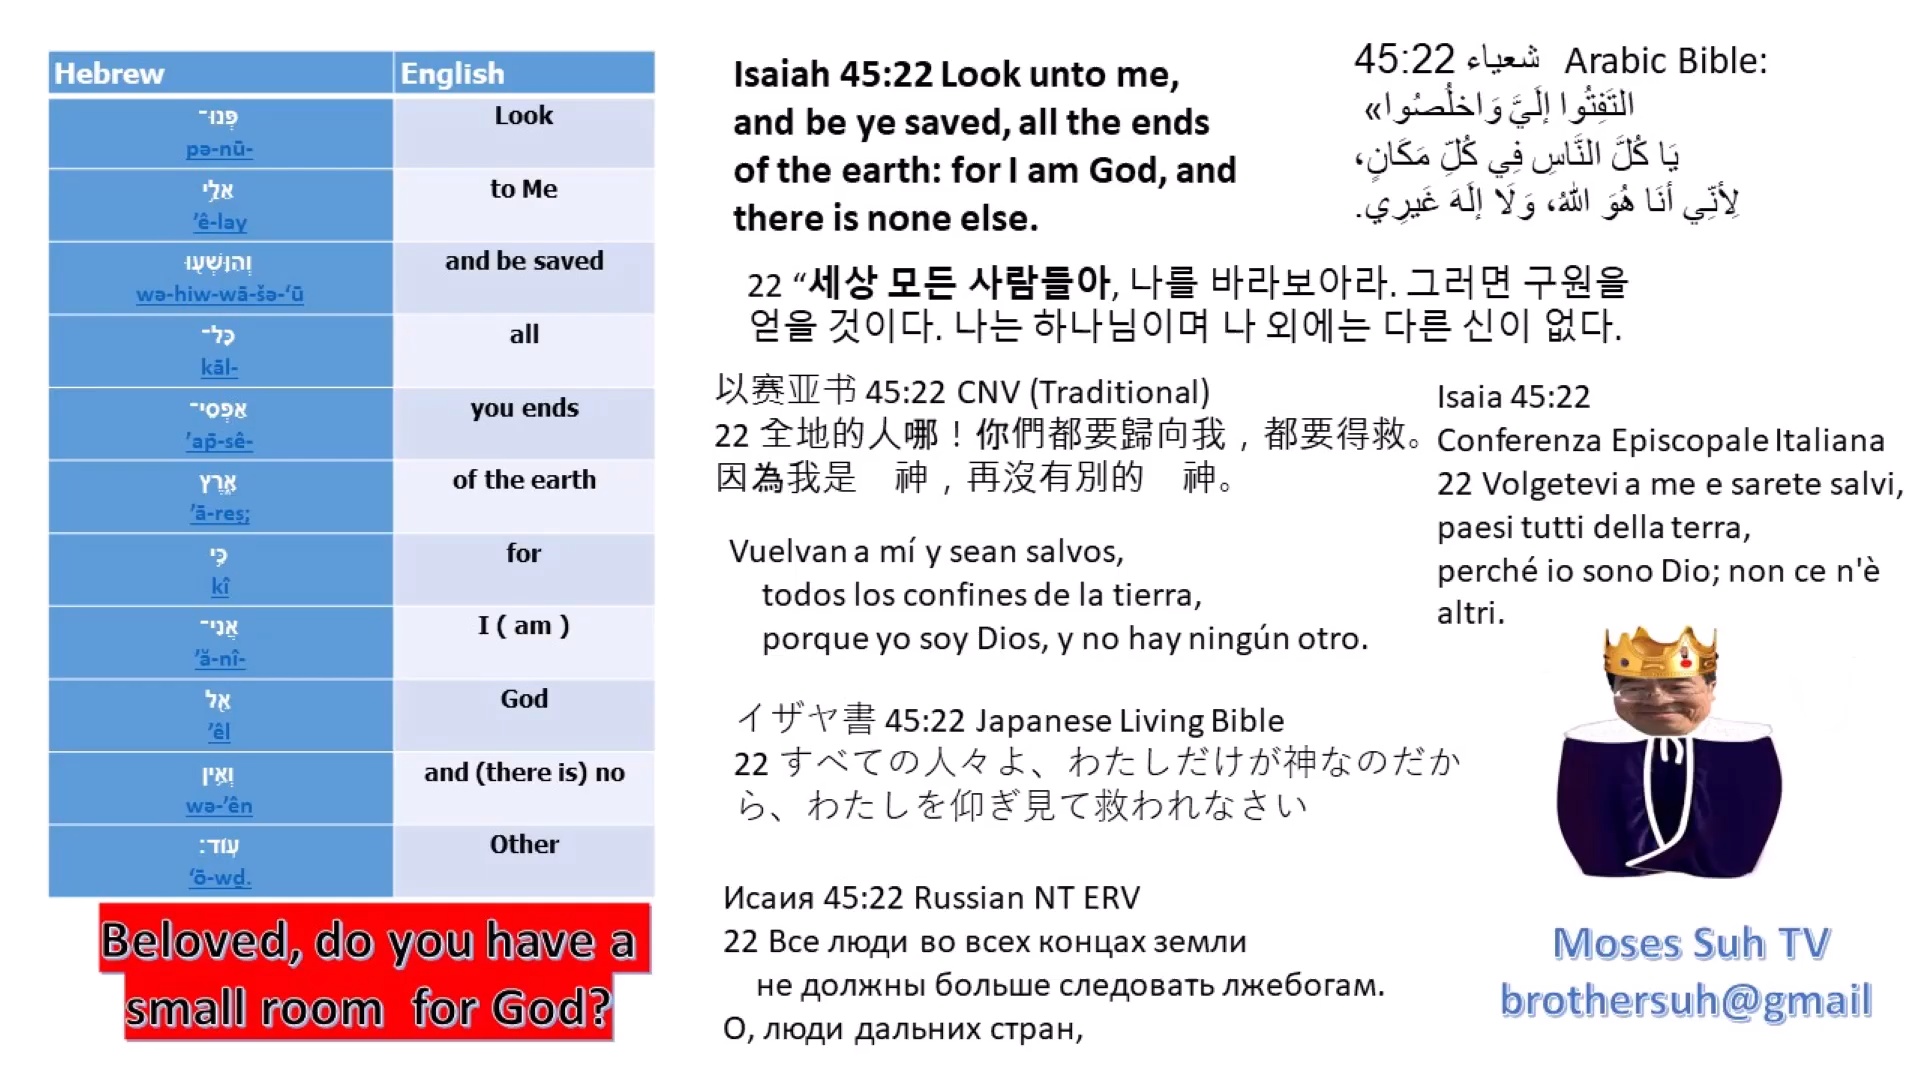 Hebrew English
פְּנוּ־ Look
pə-nū-
אֵלַ֥י to Me
’ê-lay
וְהִוָּשְׁע֖וּ and be saved
wə-hiw-wā-šə-‘ū
כָּל־ all
kāl-
אַפְסֵי־ you ends
’ap̄-sê-
אָ֑רֶץ of the earth
’ā-reṣ;
כִּ֥י for
kî
אֲנִי־ I ( am )
’ă-nî-
אֵ֖ל God
’êl
וְאֵ֥ין and (there is) no
wə-’ên
עֽוֹד׃ Other
‘ō-wḏ.
Beloved, do you have a
small room for God?
Isaiah 45:22 Look unto me,
and be ye saved, all the ends
of the earth: for I am God, and
there is none else.
45:22 شعياء Arabic Bible:
«التَفِتُوا إلَيَّ وَاخلُصُوا
يَا كُلَّ النَّاسِ فِي كُلِّ مَكَانٍ،
لِأنِّي أنَا هُوَ اللهُ، وَلَا إلَهَ غَيرِي.
22 “세상 모든 사람들아, 나를 바라보아라. 그러면 구원을
얻을 것이다. 나는 하나님이며 나 외에는 다른 신이 없다.
以赛亚书 45:22 CNV (Traditional)
22 全地的人哪！你們都要歸向我，都要得救。
因為我是　神，再沒有別的　神。
Isaia 45:22
Conferenza Episcopale Italiana
22 Volgetevi a me e sarete salvi,
paesi tutti della terra,
perché io sono Dio; non ce n'è
altri.
Vuelvan a mí y sean salvos,
todos los confines de la tierra,
porque yo soy Dios, y no hay ningún otro.
イザヤ書 45:22 Japanese Living Bible
22 すべての人々よ、わたしだけが神なのだか
ら、わたしを仰ぎ見て救われなさい
Исаия 45:22 Russian NT ERV
22 Все люди во всех концах земли
не должны больше следовать лжебогам.
О, люди дальних стран,
Moses Suh TV
brothersuh@gmail